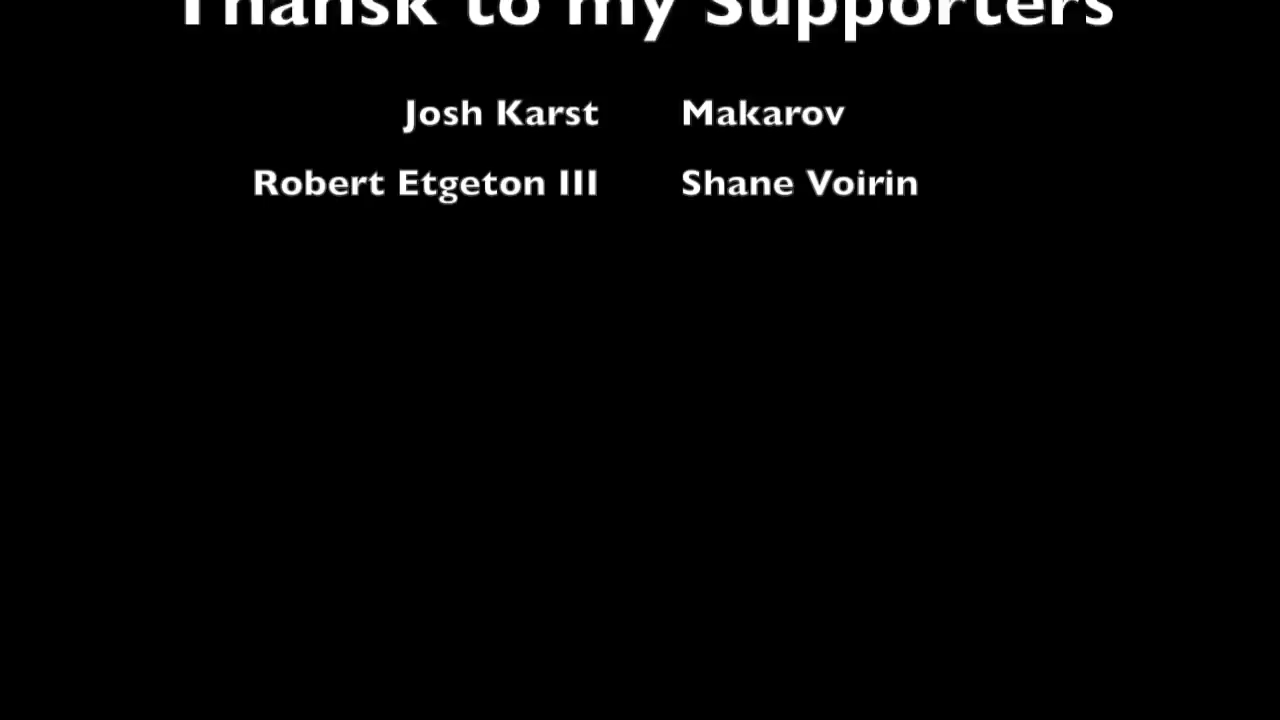 Thansk to my Supporters
Josh Karst Makarov
Robert Etgeton III Shane Voirin